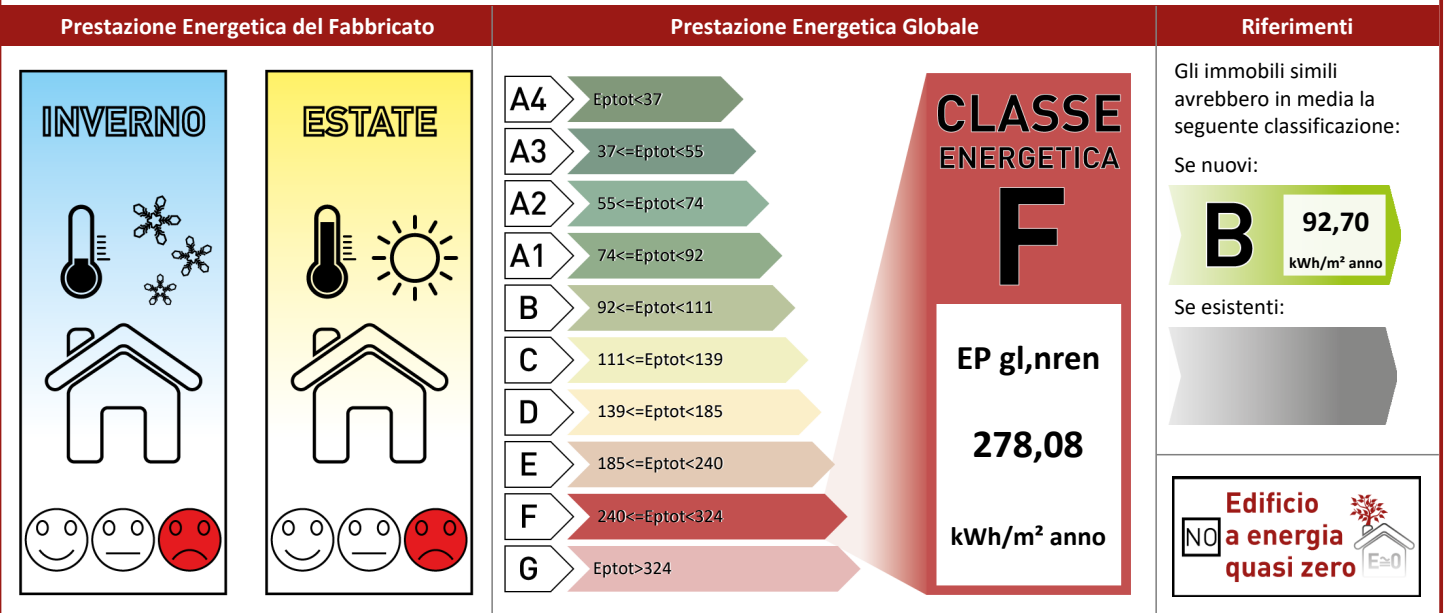 Prestazione Energetica del Fabbricato
Prestazione Energetica Globale
Riferimenti
INVERNO
ESTATE
A4 Eptot<37
A3 37<=Eptot<55
A2 55<=Eptot<74
A1 74<=Eptot<92
B 92<=Eptot<111
C 111<=Eptot<139
D 139<=Eptot<185
E 185<=Eptot<240
F 240<=Eptot<324
G Eptot>324
CLASSE
ENERGETICA
F
EP gl,nren
278,08
kWh/m² anno
Gli immobili simili
avrebbero in media la
seguente classificazione:
Se nuovi:
B
92,70
kWh/m² anno
Se esistenti:
NO
Edificio
a energia
quasi zero
E≅0